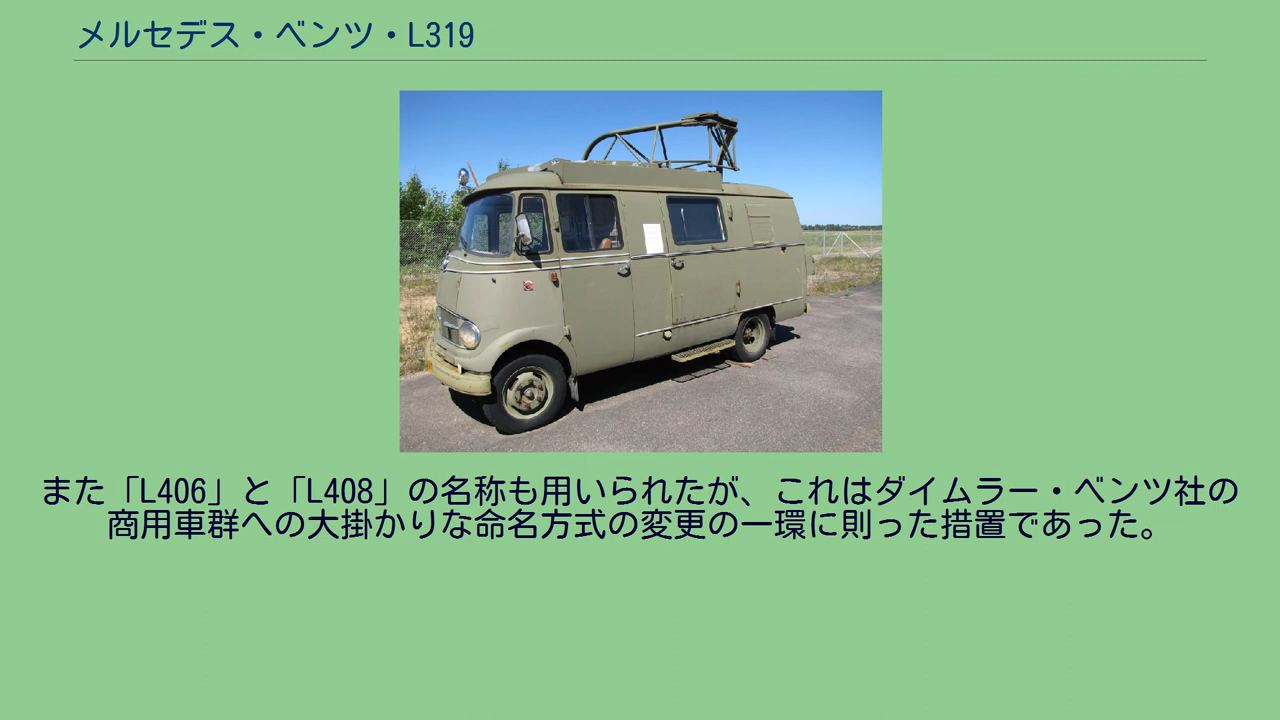 メルセデス・ベンツ・L319
また「L406」と「L408」の名称も用いられたが、これはダイムラー・ベンツ社の
商用車群への大掛かりな命名方式の変更の一環に則った措置であった。